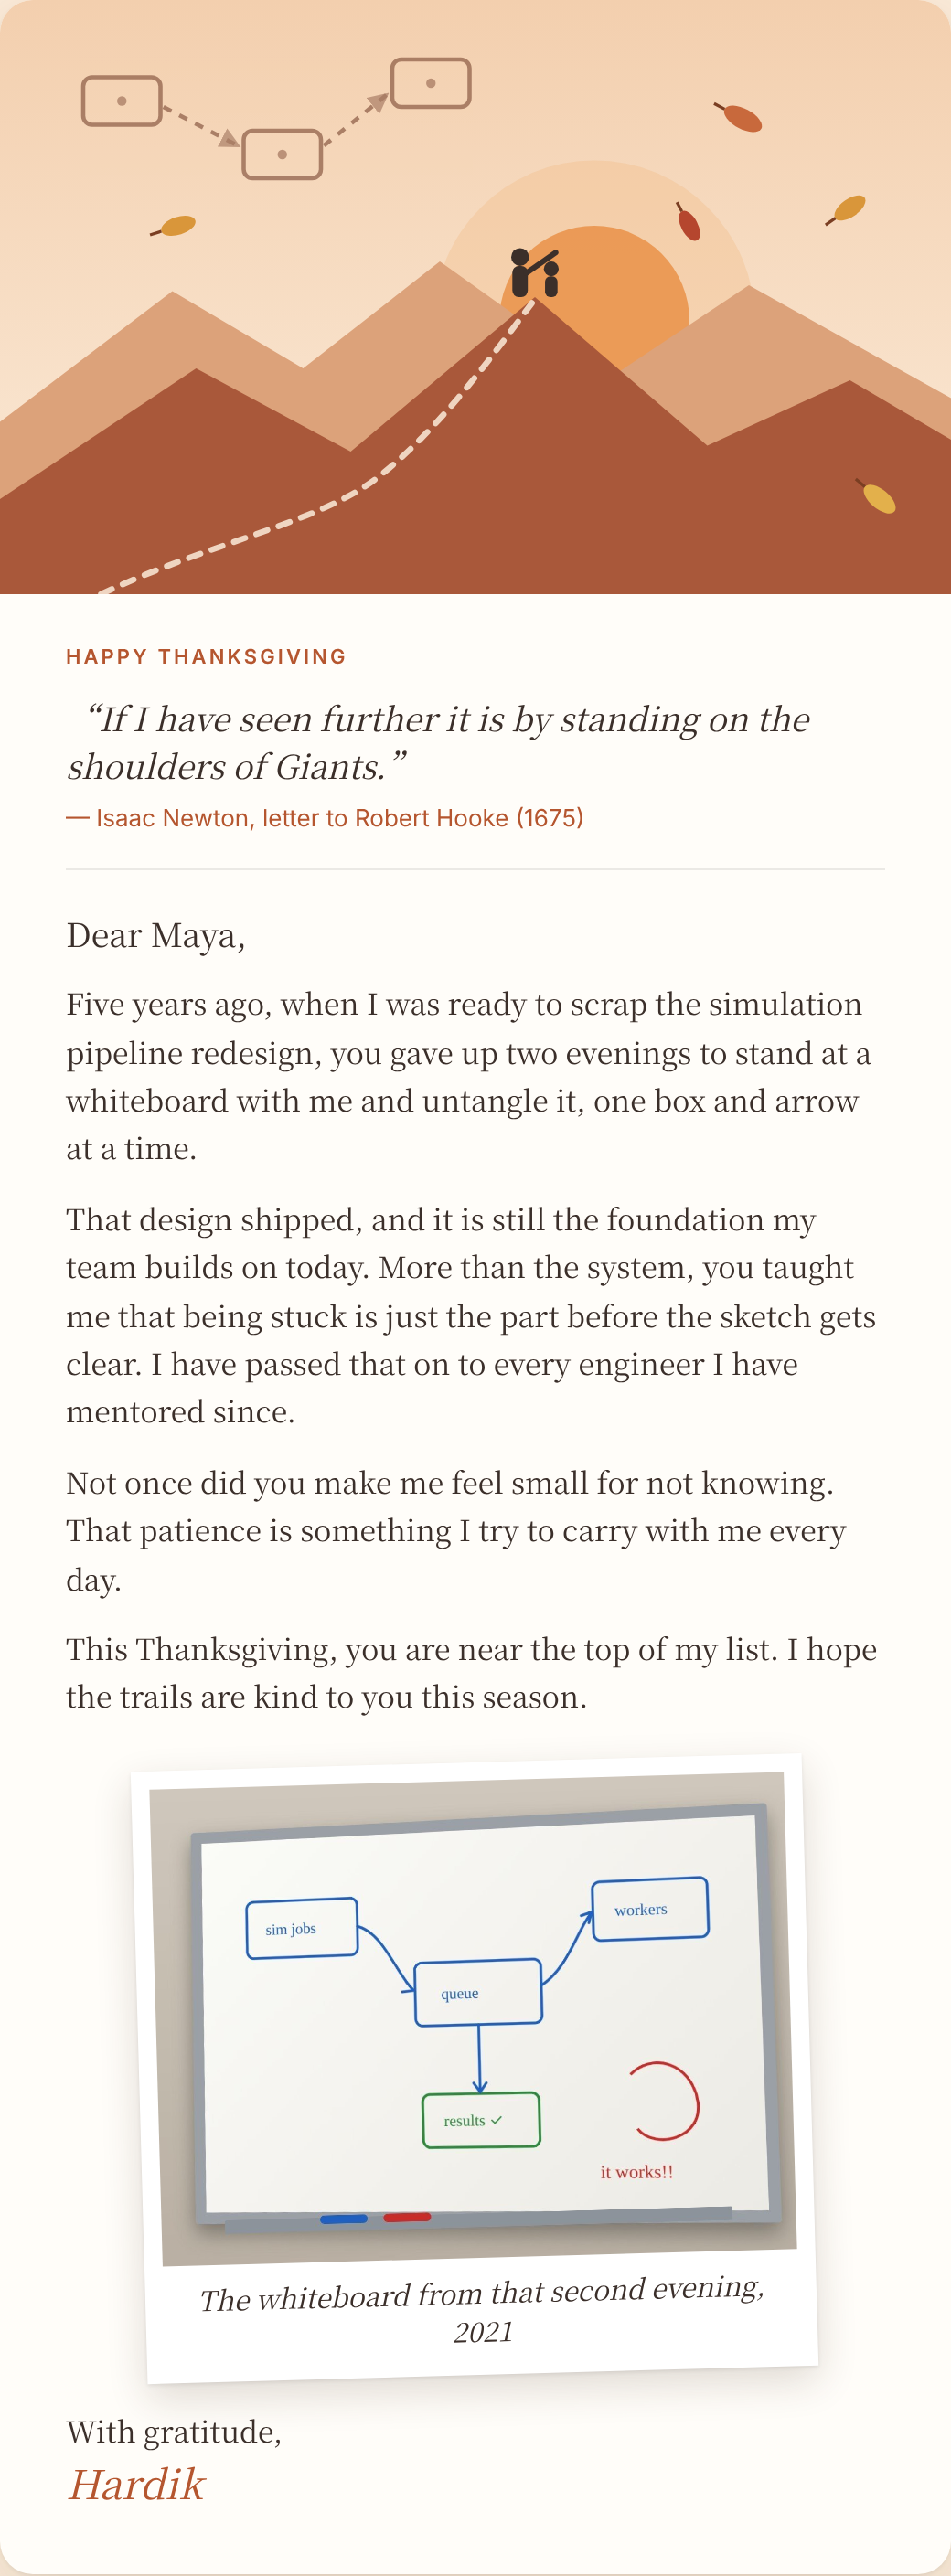 HAPPY THANKSGIVING
“If I have seen further it is by standing on the
shoulders of Giants.”
— Isaac Newton, letter to Robert Hooke (1675)
Dear Maya,
Five years ago, when I was ready to scrap the simulation
pipeline redesign, you gave up two evenings to stand at a
whiteboard with me and untangle it, one box and arrow
at a time.
That design shipped, and it is still the foundation my
team builds on today. More than the system, you taught
me that being stuck is just the part before the sketch gets
clear. I have passed that on to every engineer I have
mentored since.
Not once did you make me feel small for not knowing.
That patience is something I try to carry with me every
day.
This Thanksgiving, you are near the top of my list. I hope
the trails are kind to you this season.
sim jobs
workers
queue
results ✓
it works!!
The whiteboard from that second evening,
2021
With gratitude,
Hardik